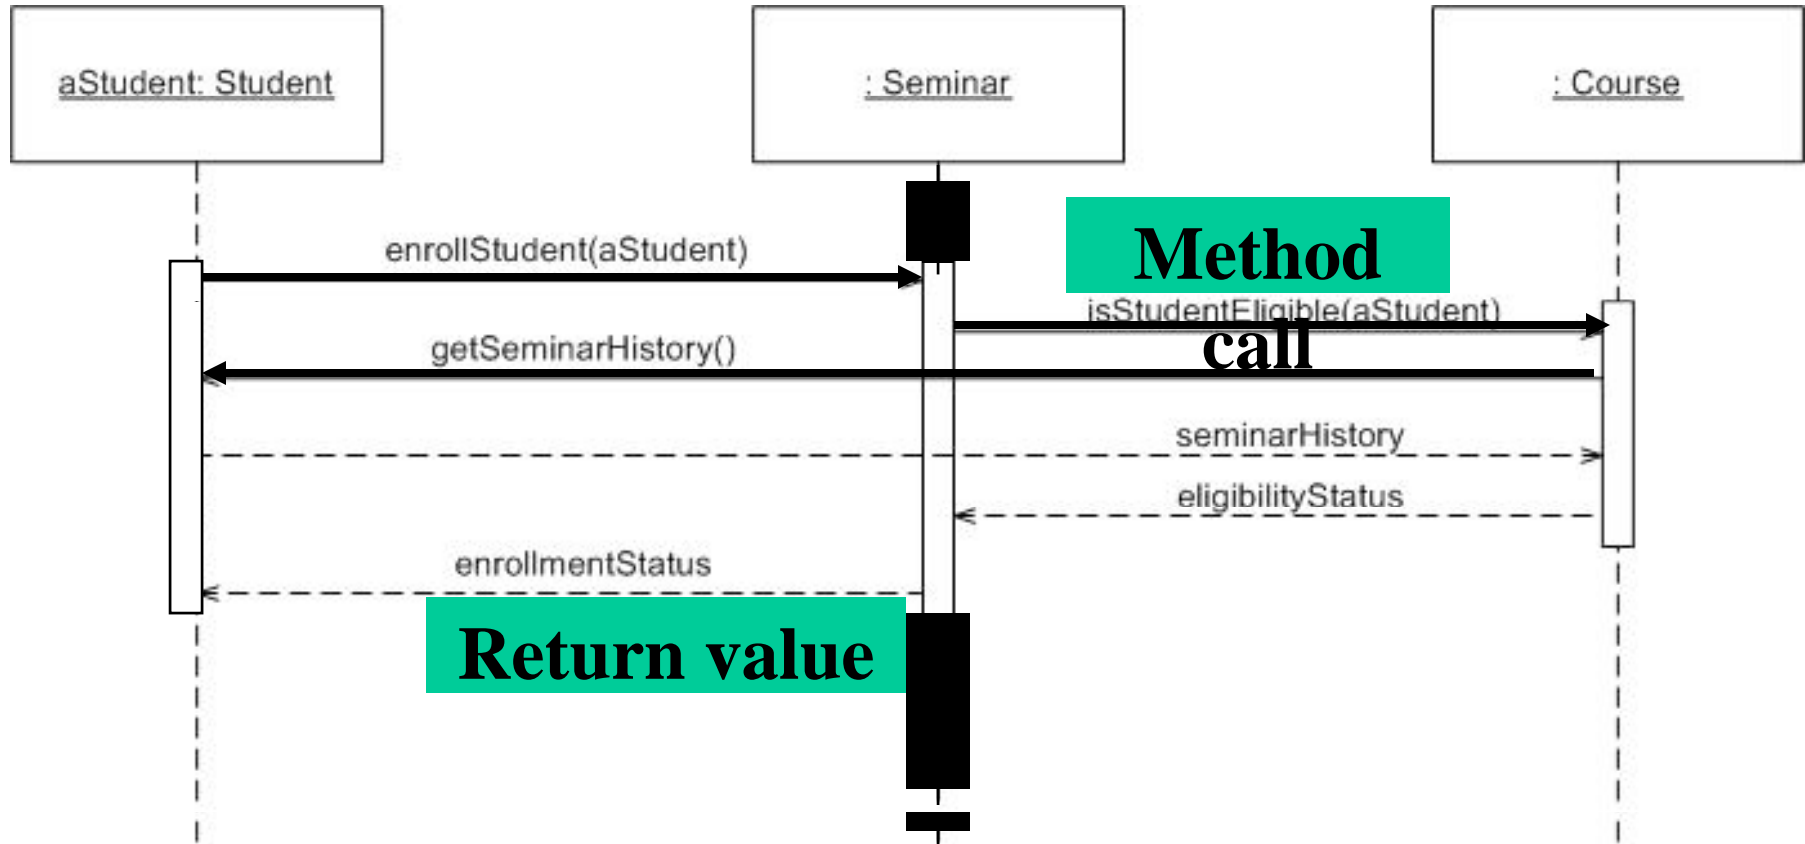 aStudent: Student
: Seminar
: Course
enrollStudent(aStudent)
Method
call
isStudentEligible(aStudent)
getSeminarHistory()
seminarHistory
eligibilityStatus
enrollmentStatus
Return value